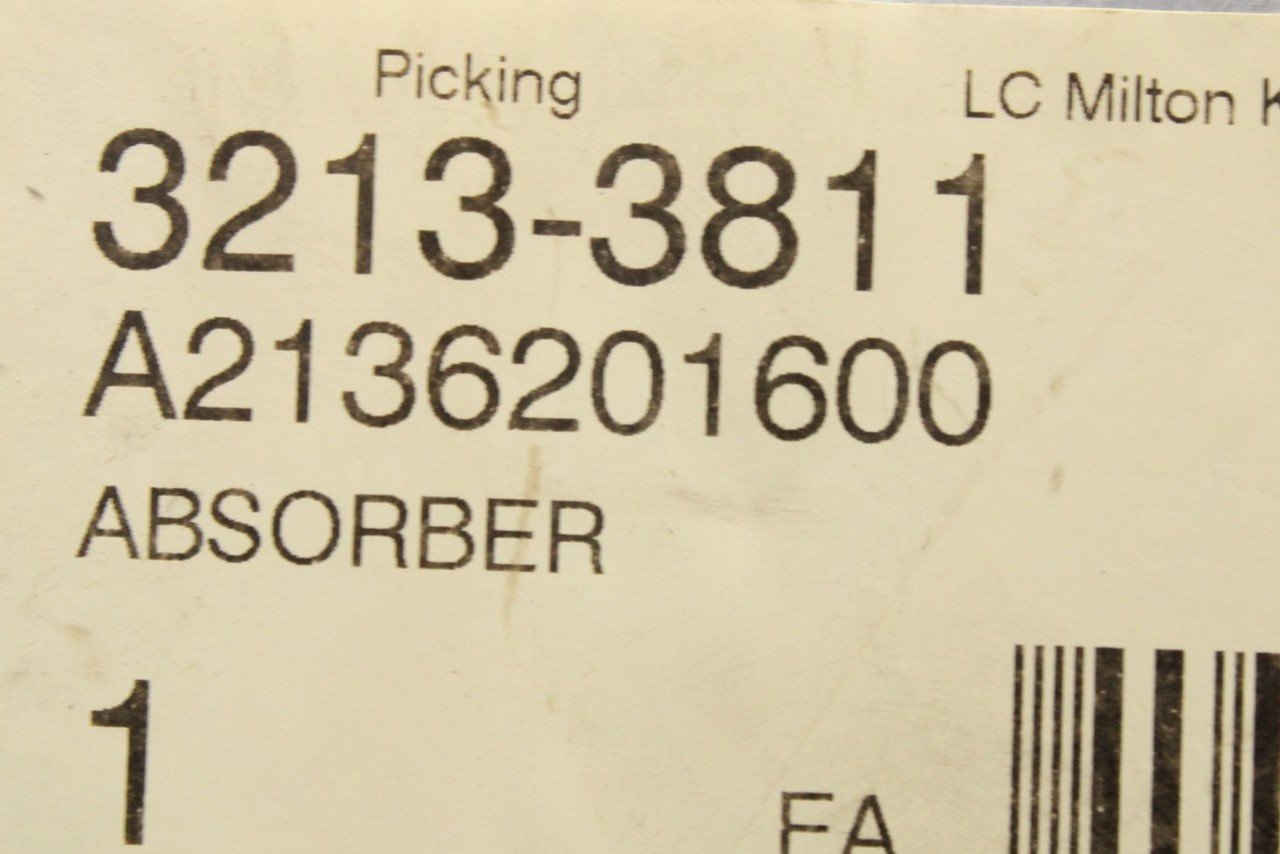 Picking LC Milton K
3213-3811
A2136201600
ABSORBER
1
EA